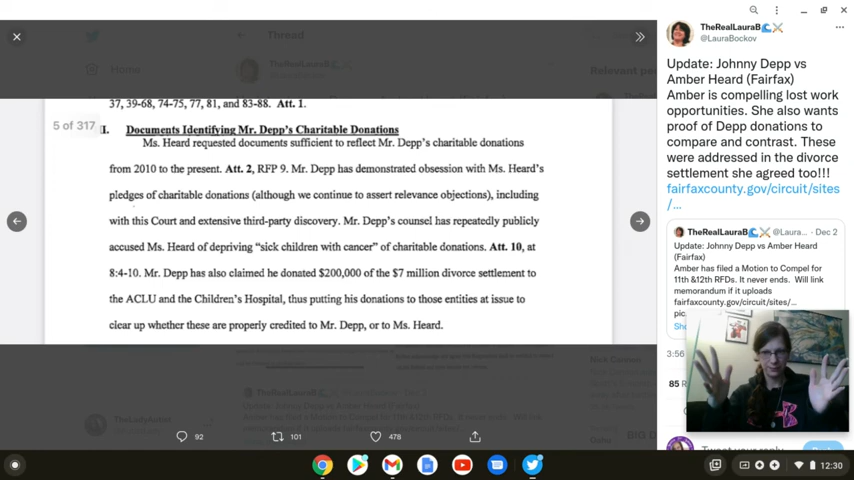 Thread
Home
37, 39-68, 74-75, 77, 81, and 83-88. Att. 1.
5 of 317
II. Documents Identifying Mr. Depp's Charitable Donations
Ms. Heard requested documents sufficient to reflect Mr. Depp's charitable donations
from 2010 to the present. Att. 2, RFP 9. Mr. Depp has demonstrated obsession with Ms. Heard's
pledges of charitable donations (although we continue to assert relevance objections), including
with this Court and extensive third-party discovery. Mr. Depp's counsel has repeatedly publicly
accused Ms. Heard of depriving "sick children with cancer" of charitable donations. Att. 10, at
8:4-10. Mr. Depp has also claimed he donated $200,000 of the $7 million divorce settlement to
the ACLU and the Children's Hospital, thus putting his donations to those entities at issue to
clear up whether these are properly credited to Mr. Depp, or to Ms. Heard.
92
101
478
TheRealLauraB
@LauraBockov
Update: Johnny Depp vs
Amber Heard (Fairfax)
Amber is compelling lost work
opportunities. She also wants
proof of Depp donations to
compare and contrast. These
were addressed in the divorce
settlement she agreed too!!!
fairfaxcounty.gov/circuit/sites
/…
TheRealLauraB @Laura... · Dec 2
Update: Johnny Depp vs Amber Heard
(Fairfax)
Amber has filed a Motion to Compel for
11th &12th RFDs. It never ends. Will link
memorandum if it uploads
fairfaxcounty.gov/circuit/sites/…
pic.
3:56
85 R
Tweet your reply
12:30